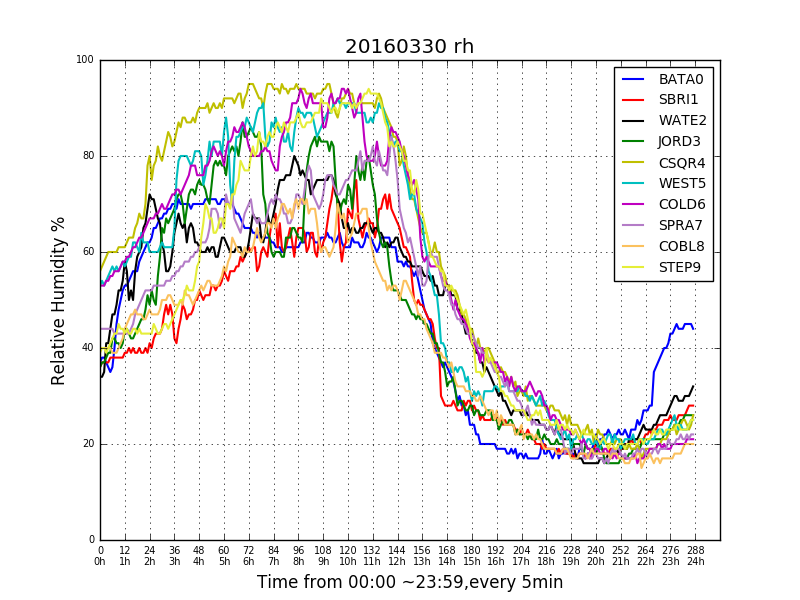 20160330 rh
100
80
60
40
20
0
Relative Humidity %
BATA0
SBRI1
WATE2
JORD3
CSQR4
WEST5
COLD6
SPRA7
COBL8
STEP9
0 12 24 36 48 60 72 84 96 108 120 132 144 156 168 180 192 204 216 228 240 252 264 276 288
0h 1h 2h 3h 4h 5h 6h 7h 8h 9h 10h 11h 12h 13h 14h 15h 16h 17h 18h 19h 20h 21h 22h 23h 24h
Time from 00:00 ~23:59,every 5min